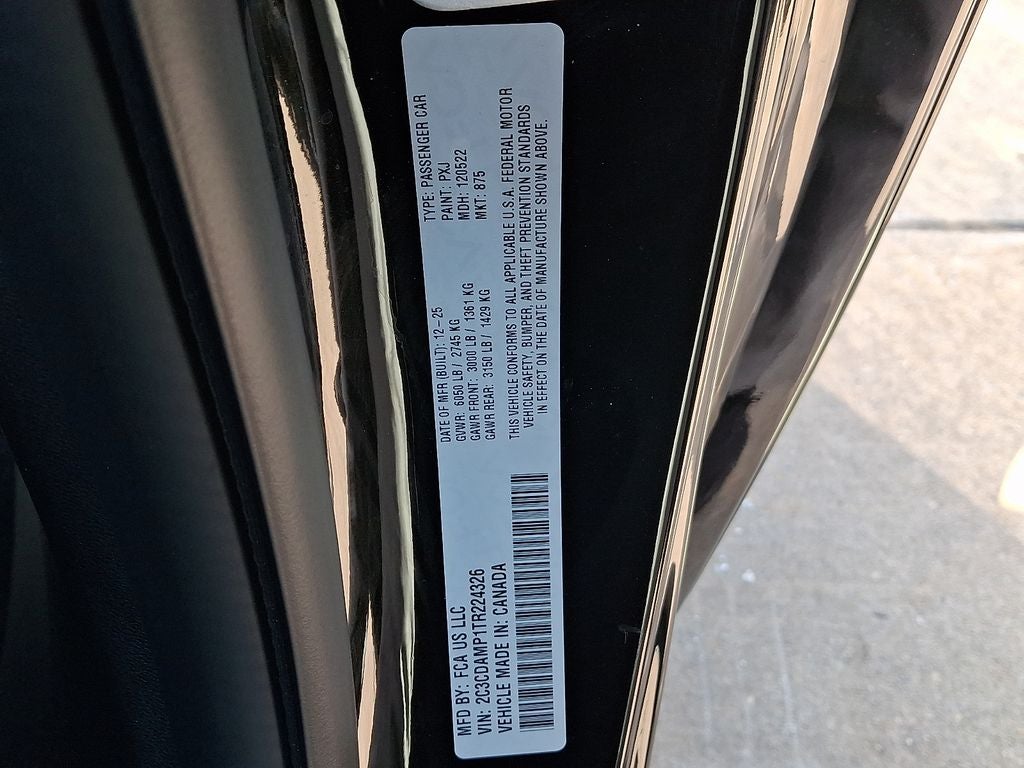 MFD BY: FCA US LLC
VIN: 2C3CDAMP1TR224326
VEHICLE MADE IN: CANADA
DATE OF MFR (BUILT): 12-25
GVWR: 6050 LB / 2745 KG
GAWR FRONT: 3000 LB / 1361 KG
GAWR REAR: 3150 LB / 1429 KG
TYPE: PASSENGER CAR
PAINT: PXJ
MDH: 120522
MKT: 875
THIS VEHICLE CONFORMS TO ALL APPLICABLE U.S.A. FEDERAL MOTOR
VEHICLE SAFETY, BUMPER, AND THEFT PREVENTION STANDARDS
IN EFFECT ON THE DATE OF MANUFACTURE SHOWN ABOVE.